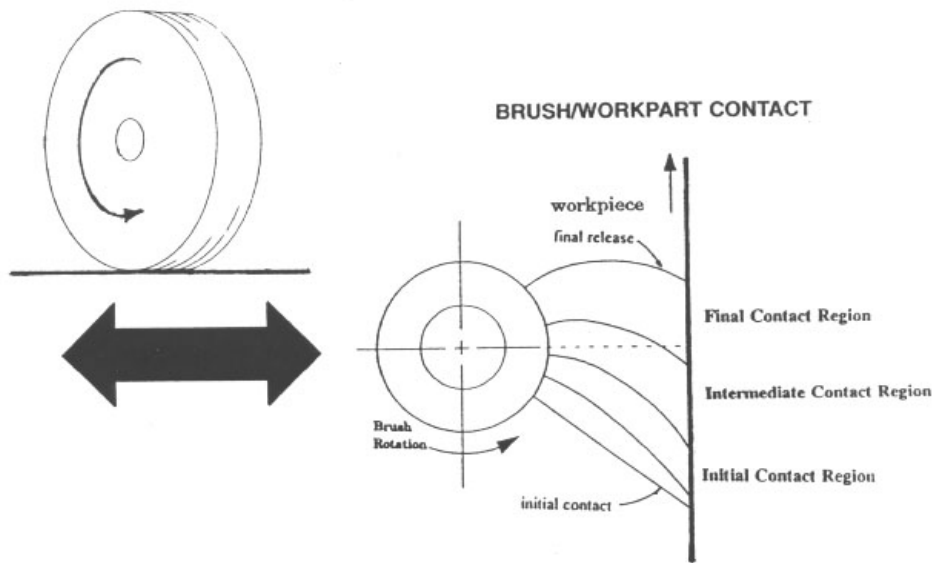 BRUSH/WORKPART CONTACT
workpiece
final release
Final Contact Region
Intermediate Contact Region
Brush
Rotation
Initial Contact Region
initial contact